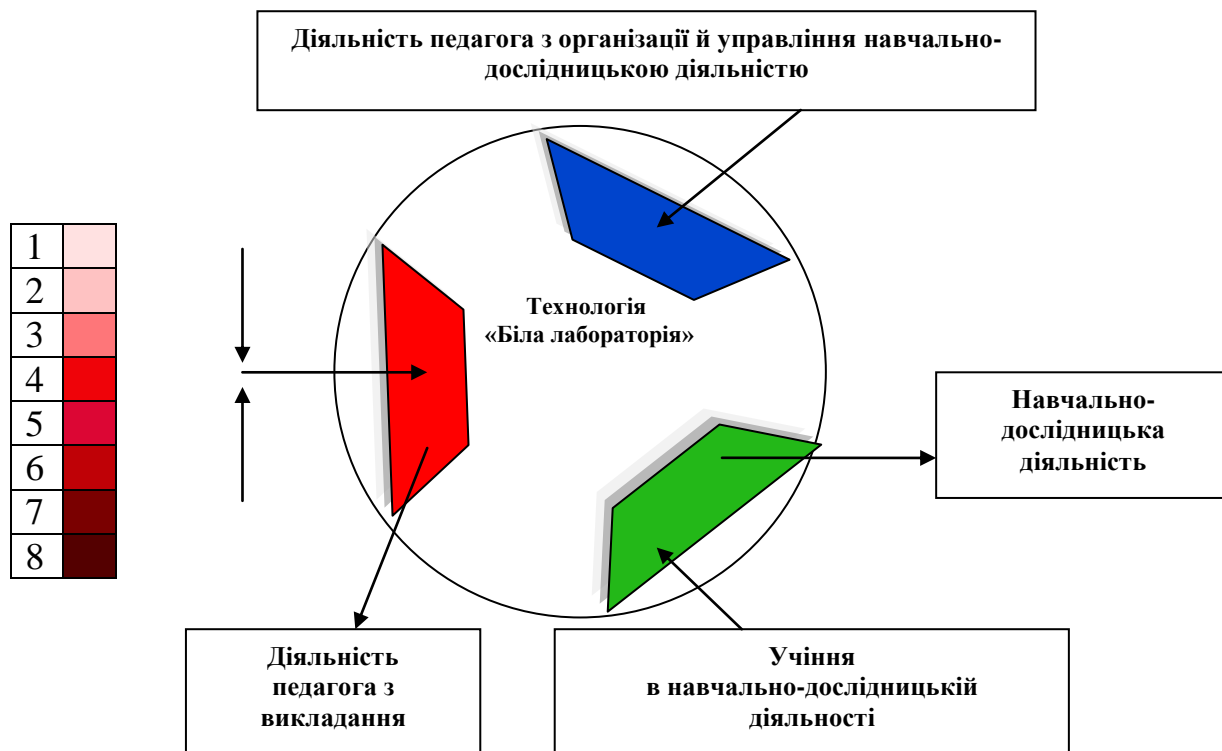 Діяльність педагога з організації й управління навчально-
дослідницькою діяльністю
1
2
3
4
5
6
7
8
Технологія
«Біла лабораторія»
Навчально-
дослідницька
діяльність
Діяльність
педагога з
викладання
Учіння
в навчально-дослідницькій
діяльності